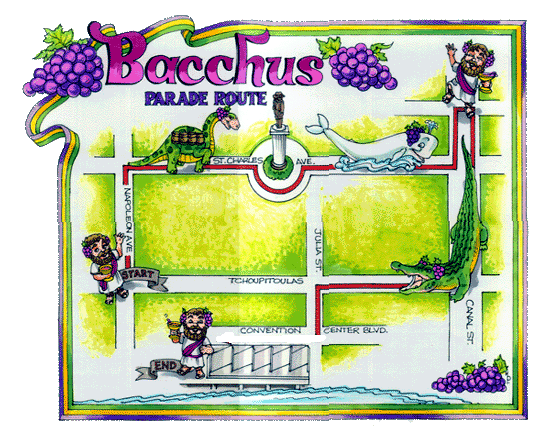 Bacchus
PARADE ROUTE
ST. CHARLES AVE.
NAPOLEON AVE.
JULIA ST.
START
TCHOUPITOULAS
CANAL ST.
CONVENTION CENTER BLVD.
END